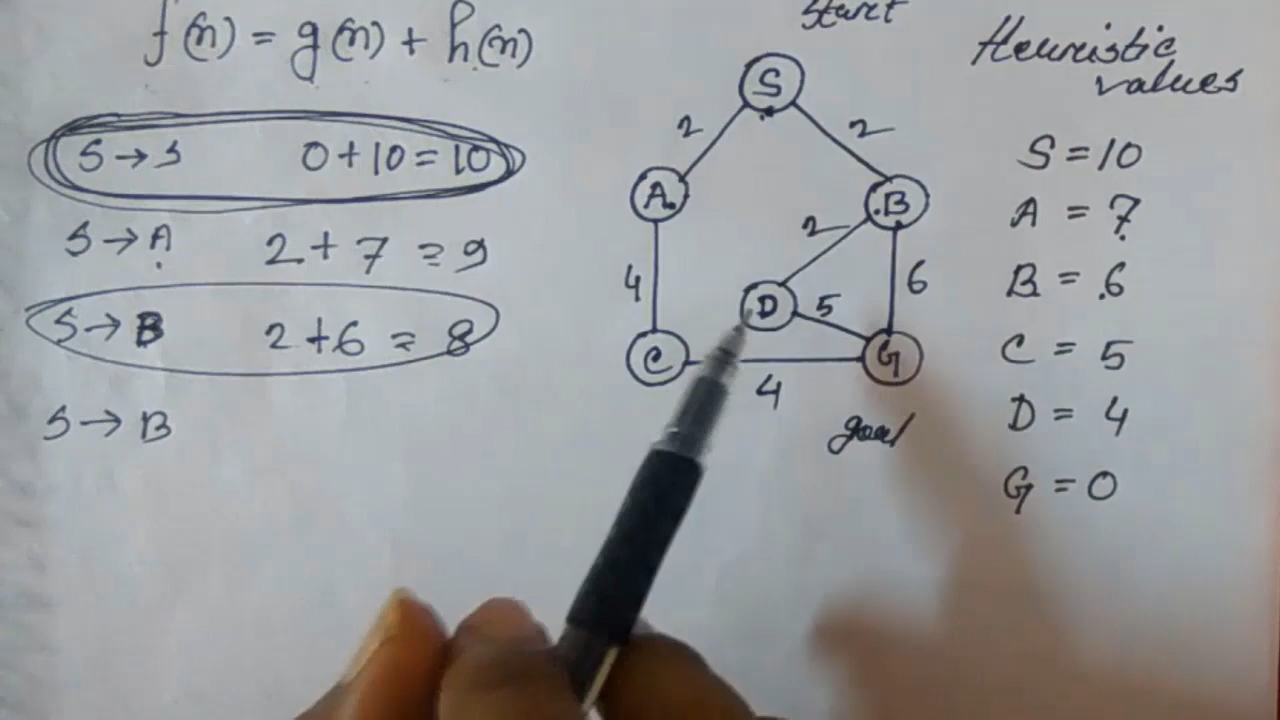 f(n) = g(n) + h(n)
S → S 0 + 10 = 10
S → A 2 + 7 = 9
S → B 2 + 6 = 8
S → B
Start
S
2 2
A B
2
4 D 5 6
C G
4
goal
Heuristic
values
S = 10
A = 7
B = 6
C = 5
D = 4
G = 0